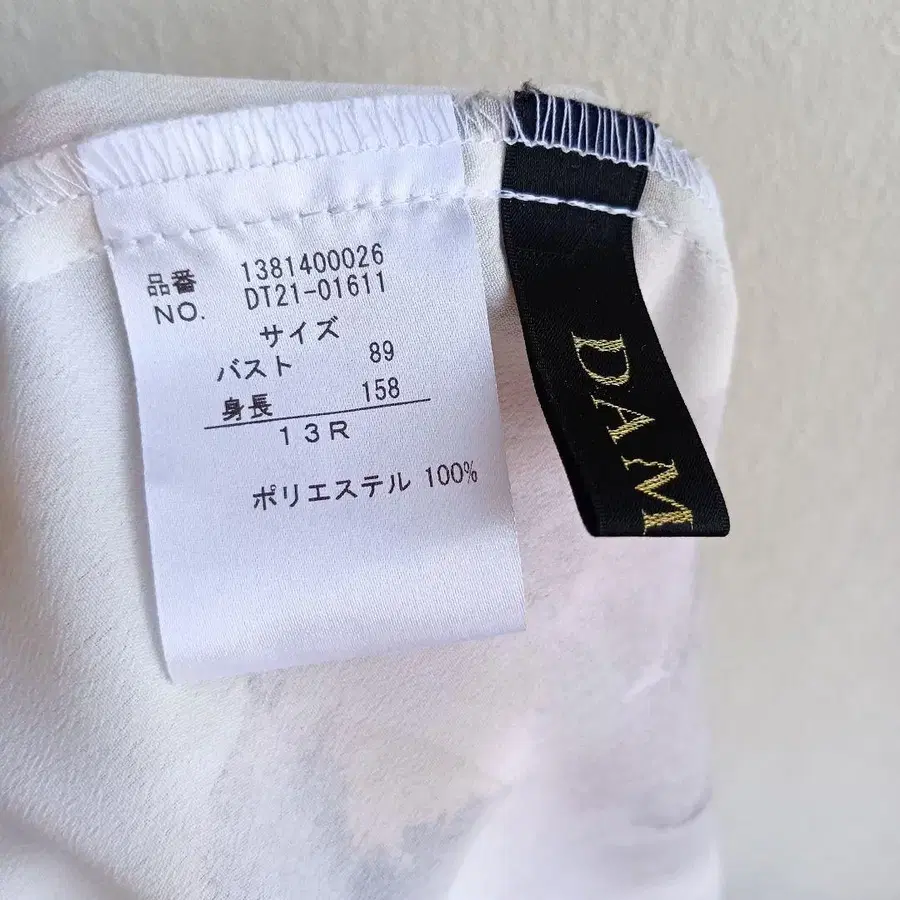 品番 1381400026
NO. DT21-01611
サイズ
バスト 89
身長 158
13R
ポリエステル 100%
DAM